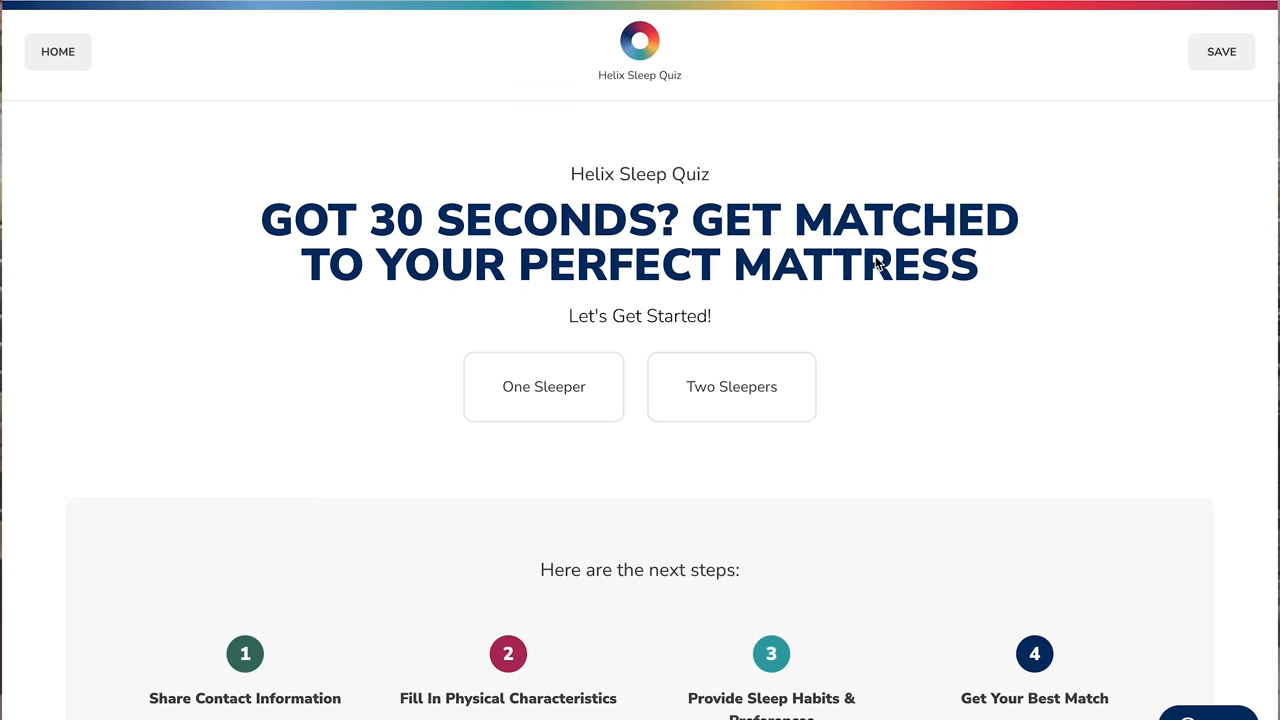 HOME
Helix Sleep Quiz
SAVE
Helix Sleep Quiz
GOT 30 SECONDS? GET MATCHED
TO YOUR PERFECT MATTRESS
Let's Get Started!
One Sleeper
Two Sleepers
Here are the next steps:
1
2
3
4
Share Contact Information
Fill In Physical Characteristics
Provide Sleep Habits &
Preferences
Get Your Best Match